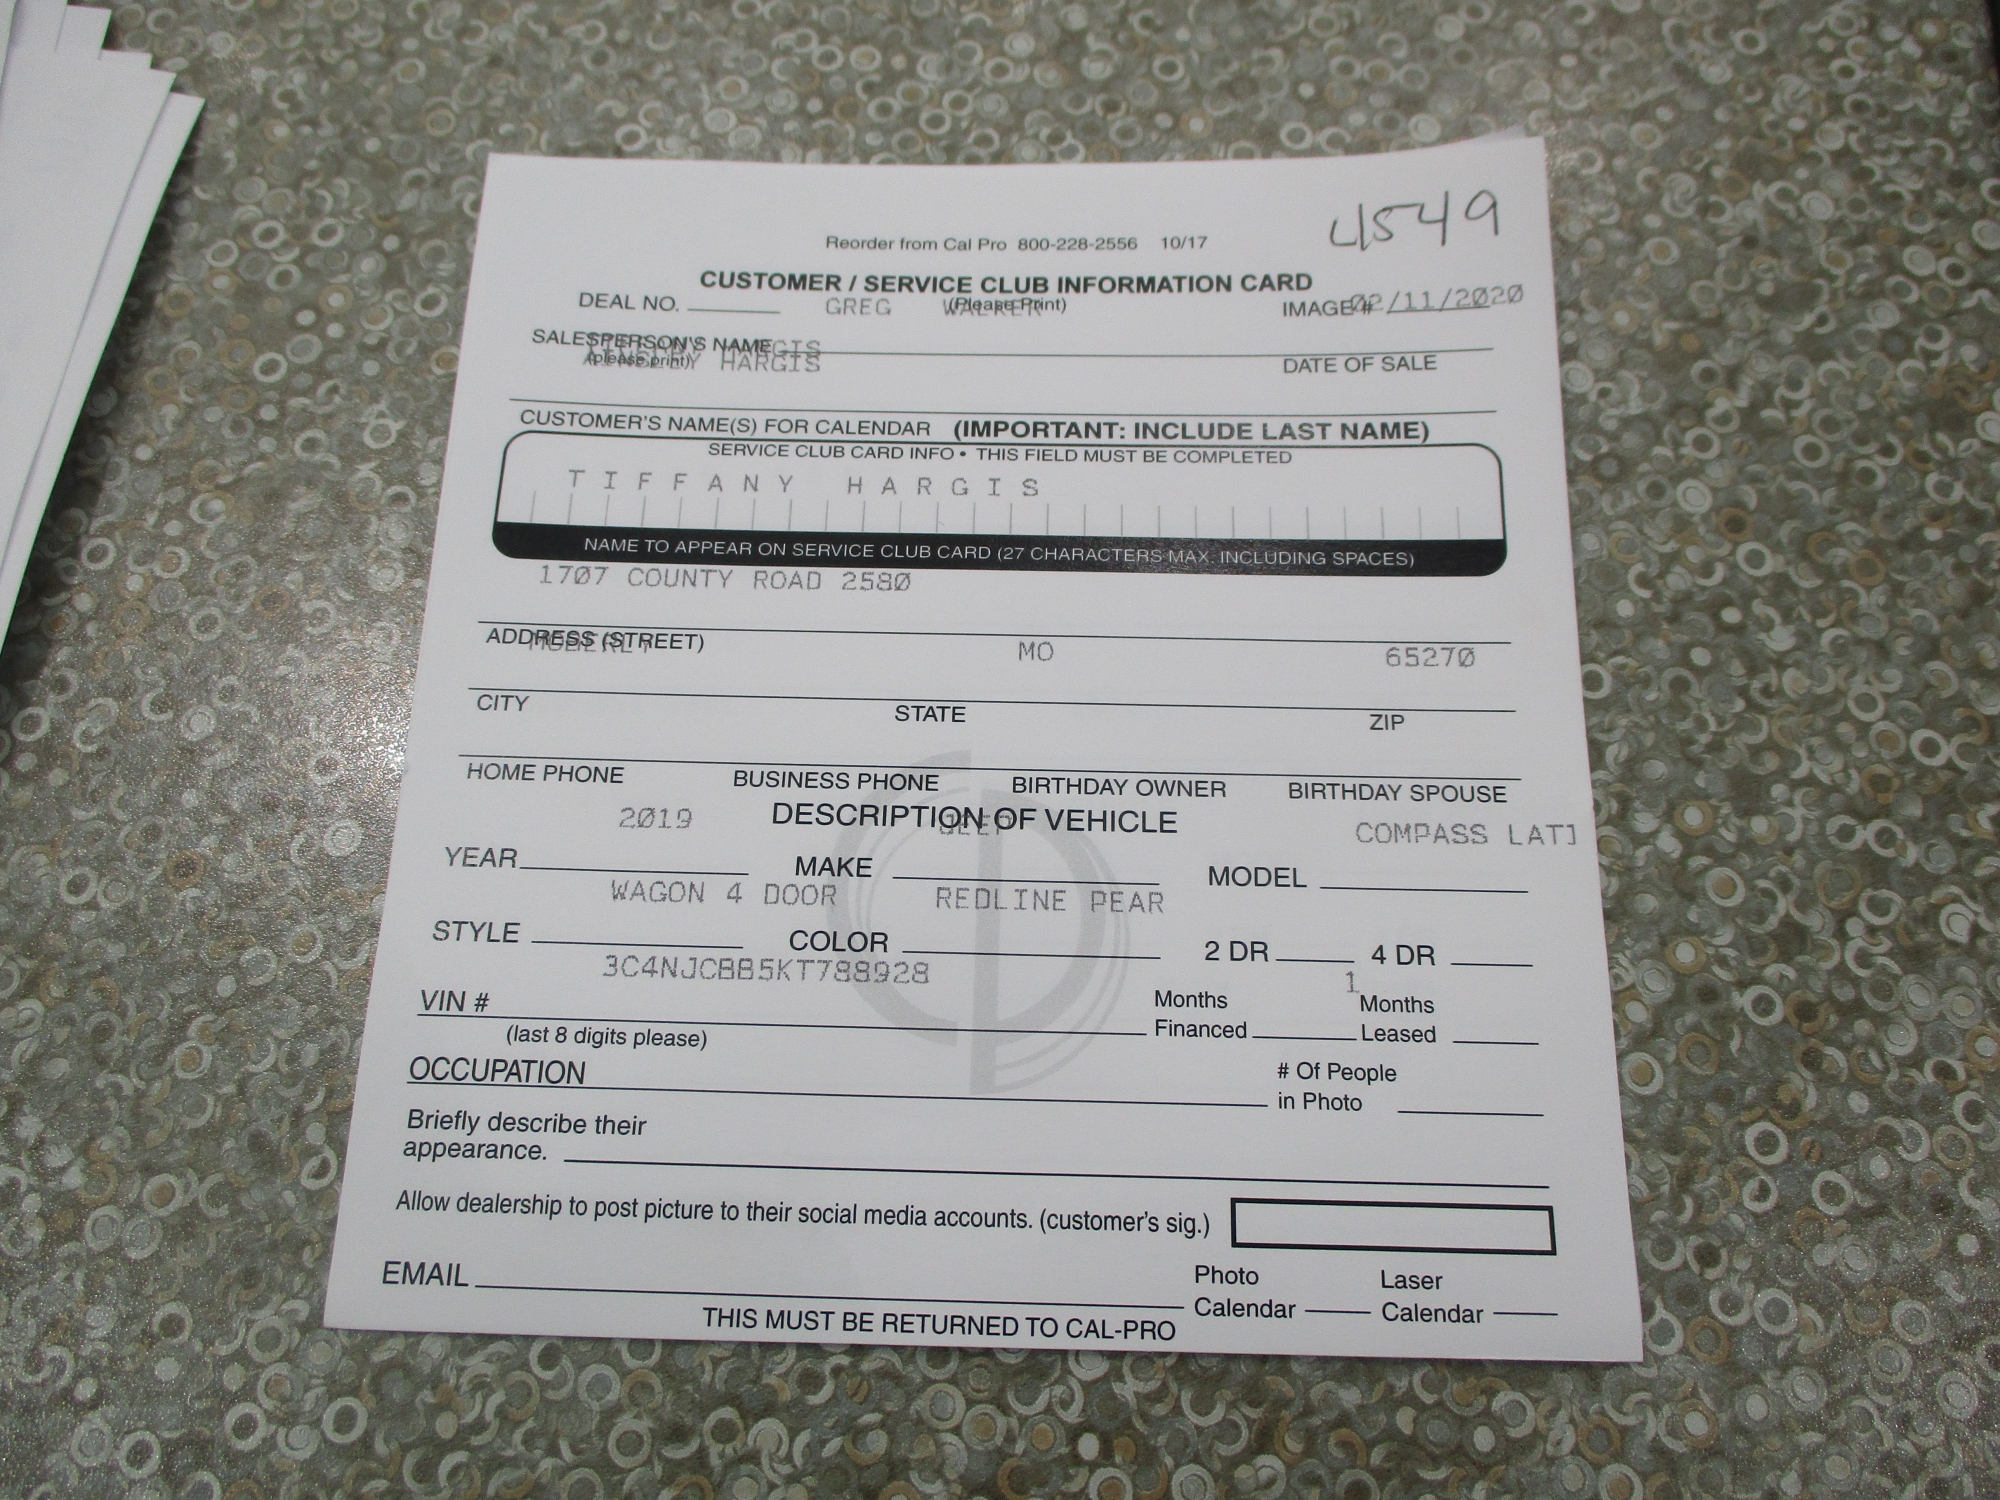 4549
Reorder from Cal Pro 800-228-2556 10/17
CUSTOMER / SERVICE CLUB INFORMATION CARD
(Please Print)
DEAL NO. GREG WALKER IMAGE # 02/11/2020
SALESPERSON'S NAME HARGIS
(please print) HARGIS DATE OF SALE
CUSTOMER'S NAME(S) FOR CALENDAR (IMPORTANT: INCLUDE LAST NAME)
SERVICE CLUB CARD INFO • THIS FIELD MUST BE COMPLETED
TIFFANY HARGIS
NAME TO APPEAR ON SERVICE CLUB CARD (27 CHARACTERS MAX. INCLUDING SPACES)
1707 COUNTY ROAD 2580
ADDRESS (STREET) MOBERLY MO 65270
CITY STATE ZIP
HOME PHONE BUSINESS PHONE BIRTHDAY OWNER BIRTHDAY SPOUSE
DESCRIPTION OF VEHICLE
2019 JEEP COMPASS LATI
YEAR MAKE MODEL
WAGON 4 DOOR REDLINE PEAR
STYLE COLOR 2 DR 4 DR
3C4NJCBB5KT788928 1
VIN # Months Financed Months Leased
(last 8 digits please)
OCCUPATION # Of People in Photo
Briefly describe their
appearance.
Allow dealership to post picture to their social media accounts. (customer's sig.)
EMAIL Photo Calendar Laser Calendar
THIS MUST BE RETURNED TO CAL-PRO